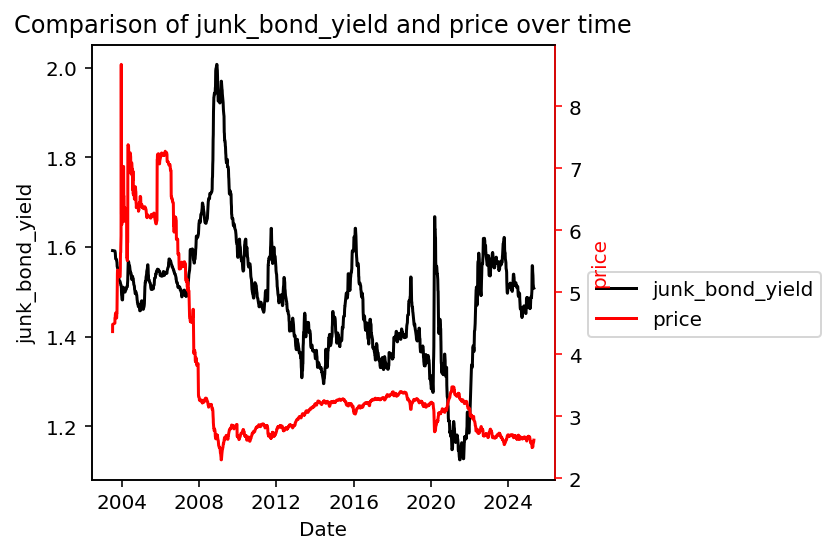 Comparison of junk_bond_yield and price over time
2.0
1.8
1.6
1.4
1.2
junk_bond_yield
8
7
6
5
4
3
2
price
junk_bond_yield
price
2004 2008 2012 2016 2020 2024
Date